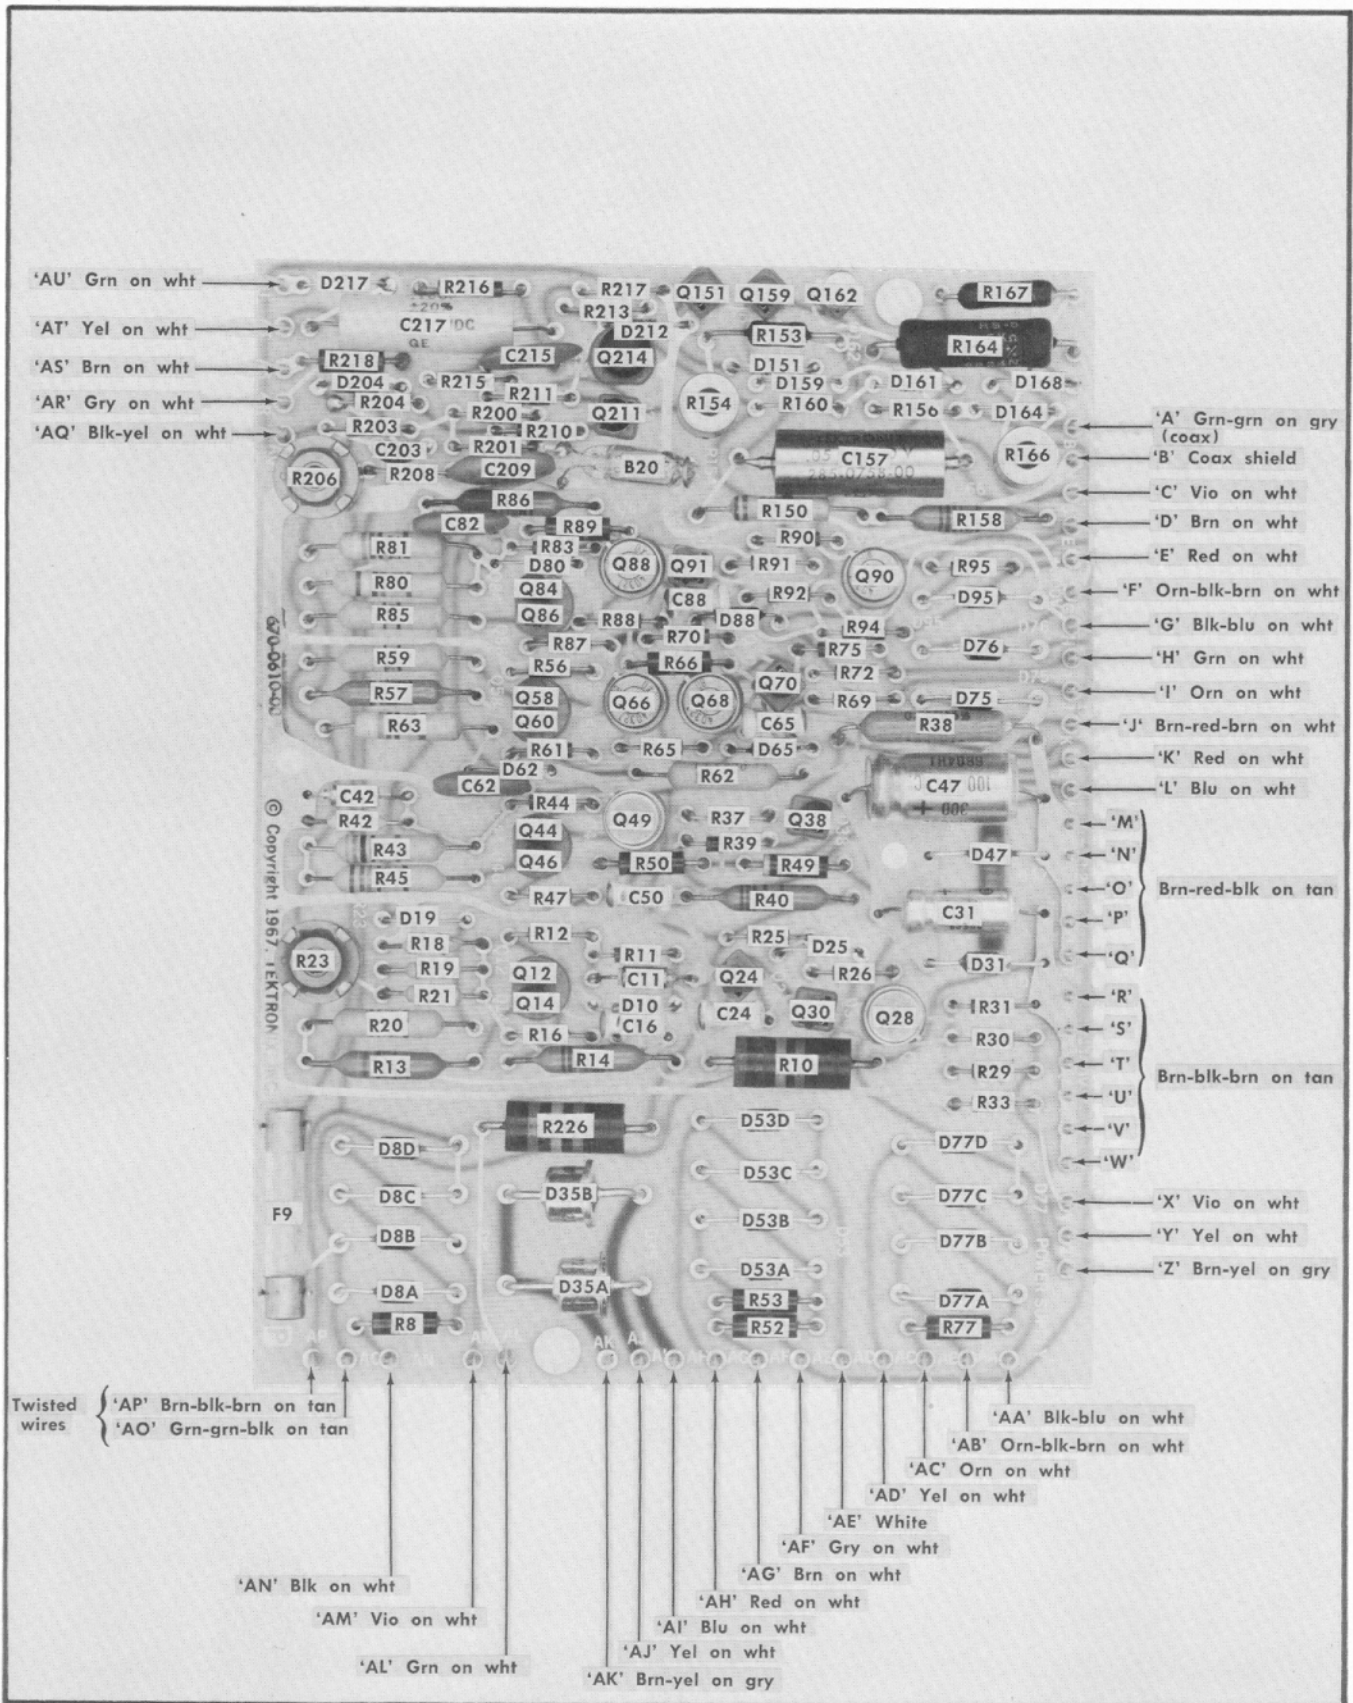 'AU' Grn on wht
'AT' Yel on wht
'AS' Brn on wht
'AR' Gry on wht
'AQ' Blk-yel on wht
D217
R216
R217
Q151
Q159
Q162
R167
R213
C217
D212
R153
R164
R218
C215
Q214
D151
D204
R215
D159
D161
D168
R204
R211
R154
R160
R156
D164
R200
Q211
R203
R210
C203
R201
R166
R206
R208
C209
B20
C157
285-0758-00
R86
R150
R158
C82
R89
R90
R81
R83
Q88
Q91
R91
Q90
R95
D80
R80
Q84
C88
R92
D95
R85
Q86
R88
D88
R94
R70
R87
R75
D76
R59
R56
R66
R72
Q70
R57
Q58
Q66
Q68
R69
D75
R63
Q60
C65
R38
R61
R65
D65
D62
R62
C62
C47
C42
R44
R42
Q49
R37
Q38
Q44
R39
R43
Q46
R50
R49
D47
R45
R47
C50
R40
C31
D19
R12
R25
R18
R11
D25
R23
R19
Q12
C11
Q24
R26
D31
R21
Q14
D10
C24
Q30
Q28
R31
R20
R16
C16
R30
R13
R14
R10
R29
R33
R226
D53D
D8D
D77D
D53C
D8C
D35B
D77C
F9
D53B
D8B
D77B
D53A
D8A
D35A
D77A
R53
R8
R52
R77
670-0610-00
© Copyright 1967, TEKTRON
'A' Grn-grn on gry
(coax)
'B' Coax shield
'C' Vio on wht
'D' Brn on wht
'E' Red on wht
'F' Orn-blk-brn on wht
'G' Blk-blu on wht
'H' Grn on wht
'I' Orn on wht
'J' Brn-red-brn on wht
'K' Red on wht
'L' Blu on wht
'M'
'N'
'O'
Brn-red-blk on tan
'P'
'Q'
'R'
'S'
'T'
Brn-blk-brn on tan
'U'
'V'
'W'
'X' Vio on wht
'Y' Yel on wht
'Z' Brn-yel on gry
Twisted
wires
'AP' Brn-blk-brn on tan
'AO' Grn-grn-blk on tan
'AA' Blk-blu on wht
'AB' Orn-blk-brn on wht
'AC' Orn on wht
'AD' Yel on wht
'AE' White
'AF' Gry on wht
'AG' Brn on wht
'AH' Red on wht
'AI' Blu on wht
'AJ' Yel on wht
'AK' Brn-yel on gry
'AL' Grn on wht
'AM' Vio on wht
'AN' Blk on wht